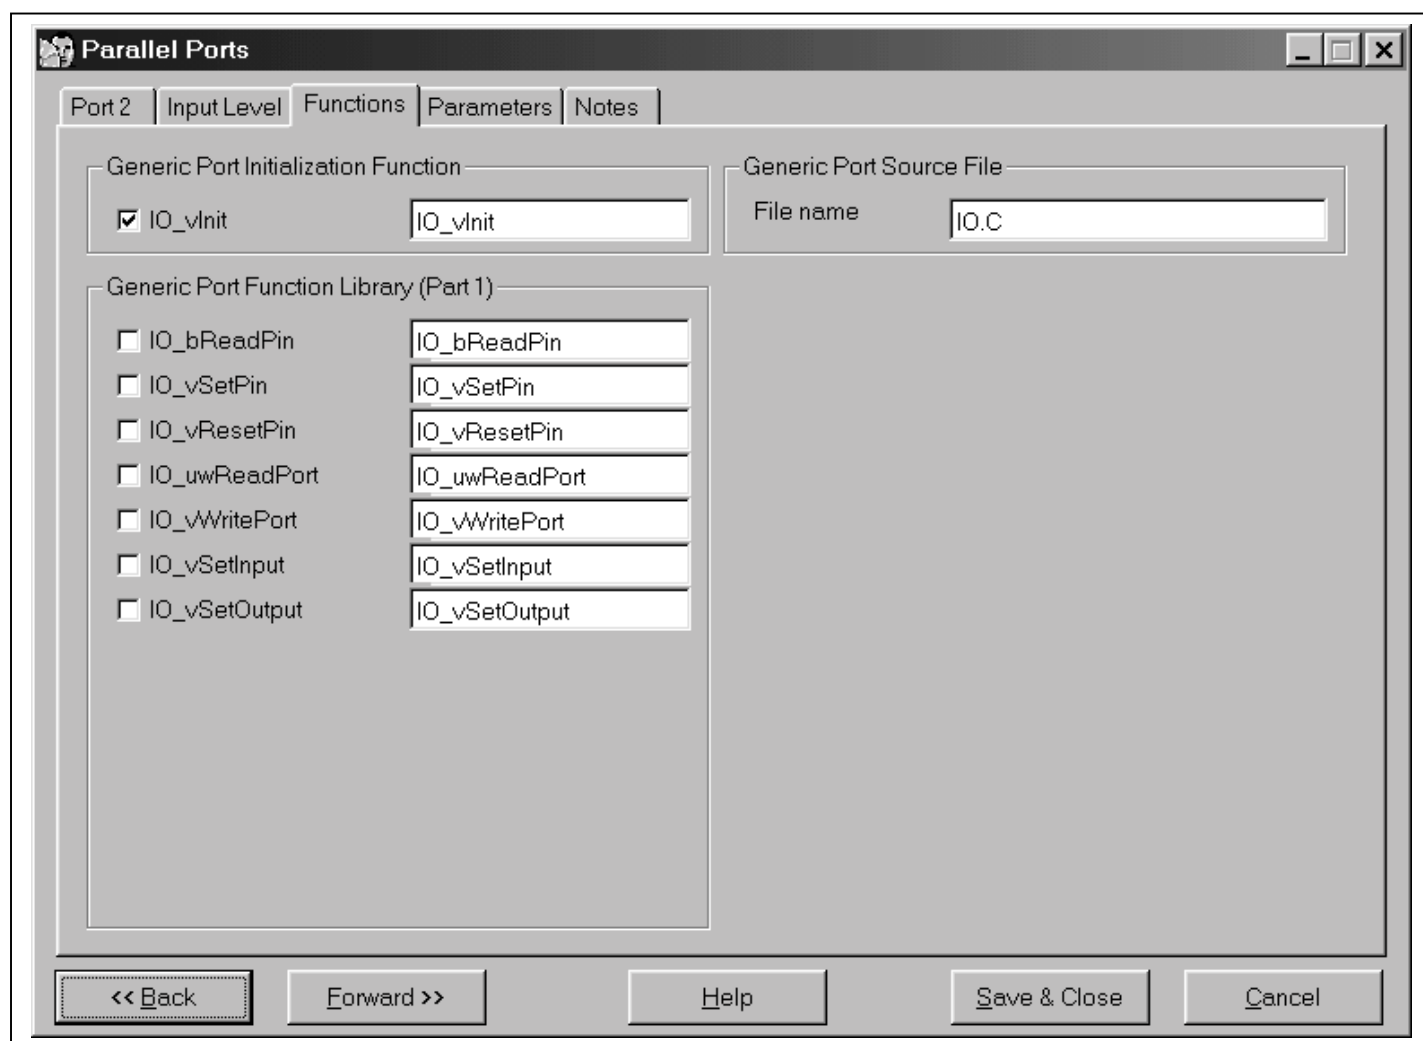 Parallel Ports
Port 2 Input Level Functions Parameters Notes
Generic Port Initialization Function
IO_vInit IO_vInit
Generic Port Source File
File name IO.C
Generic Port Function Library (Part 1)
IO_bReadPin IO_bReadPin
IO_vSetPin IO_vSetPin
IO_vResetPin IO_vResetPin
IO_uwReadPort IO_uwReadPort
IO_vWritePort IO_vWritePort
IO_vSetInput IO_vSetInput
IO_vSetOutput IO_vSetOutput
<< Back Forward >> Help Save & Close Cancel